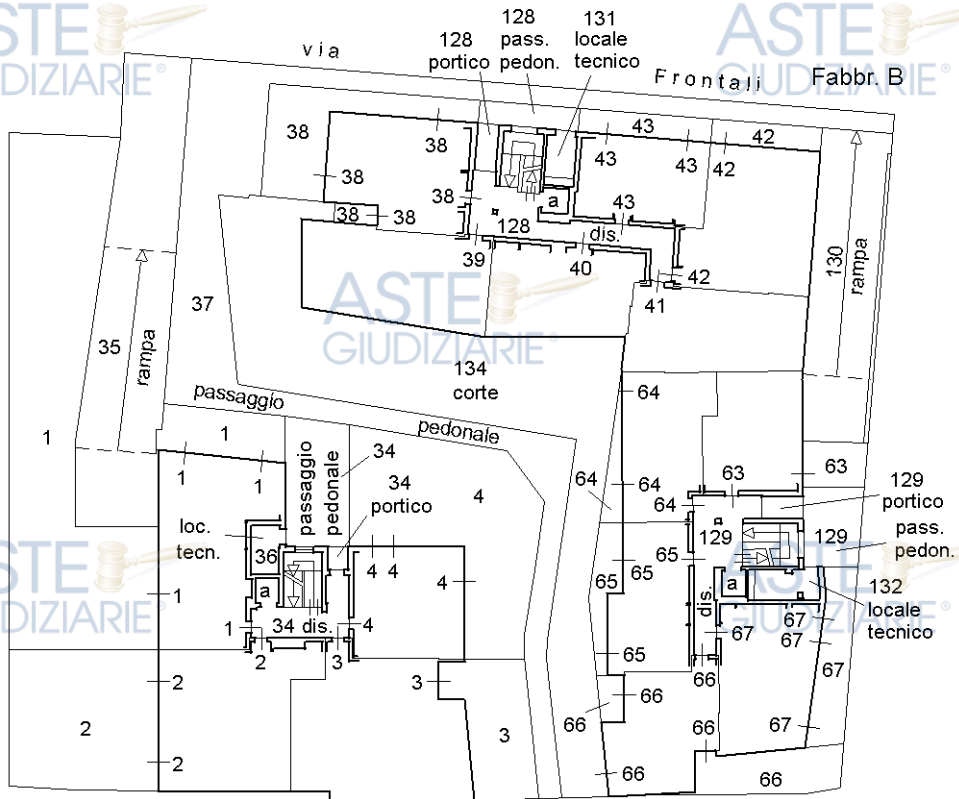 ASTE
GIUDIZIARIE®
ASTE
GIUDIZIARIE®
via
Frontali
Fabbr. B
128
portico
128
pass.
pedon.
131
locale
tecnico
38
38
38
38
38
38
43
43
43
43
42
42
a
128
dis.
39
40
41
42
130
rampa
37
35
rampa
ASTE
GIUDIZIARIE®
134
corte
passaggio
pedonale
1
1
1
1
passaggio
pedonale
34
34
portico
4
loc.
tecn.
36
a
4
4
4
4
1
1
34
dis.
2
3
2
2
2
3
3
64
64
64
64
63
63
129
portico
129
129
pass.
pedon.
65
65
65
65
a
dis.
132
locale
tecnico
67
67
67
67
67
66
66
66
66
66
66
ASTE
GIUDIZIARIE®
ASTE
GIUDIZIARIE®